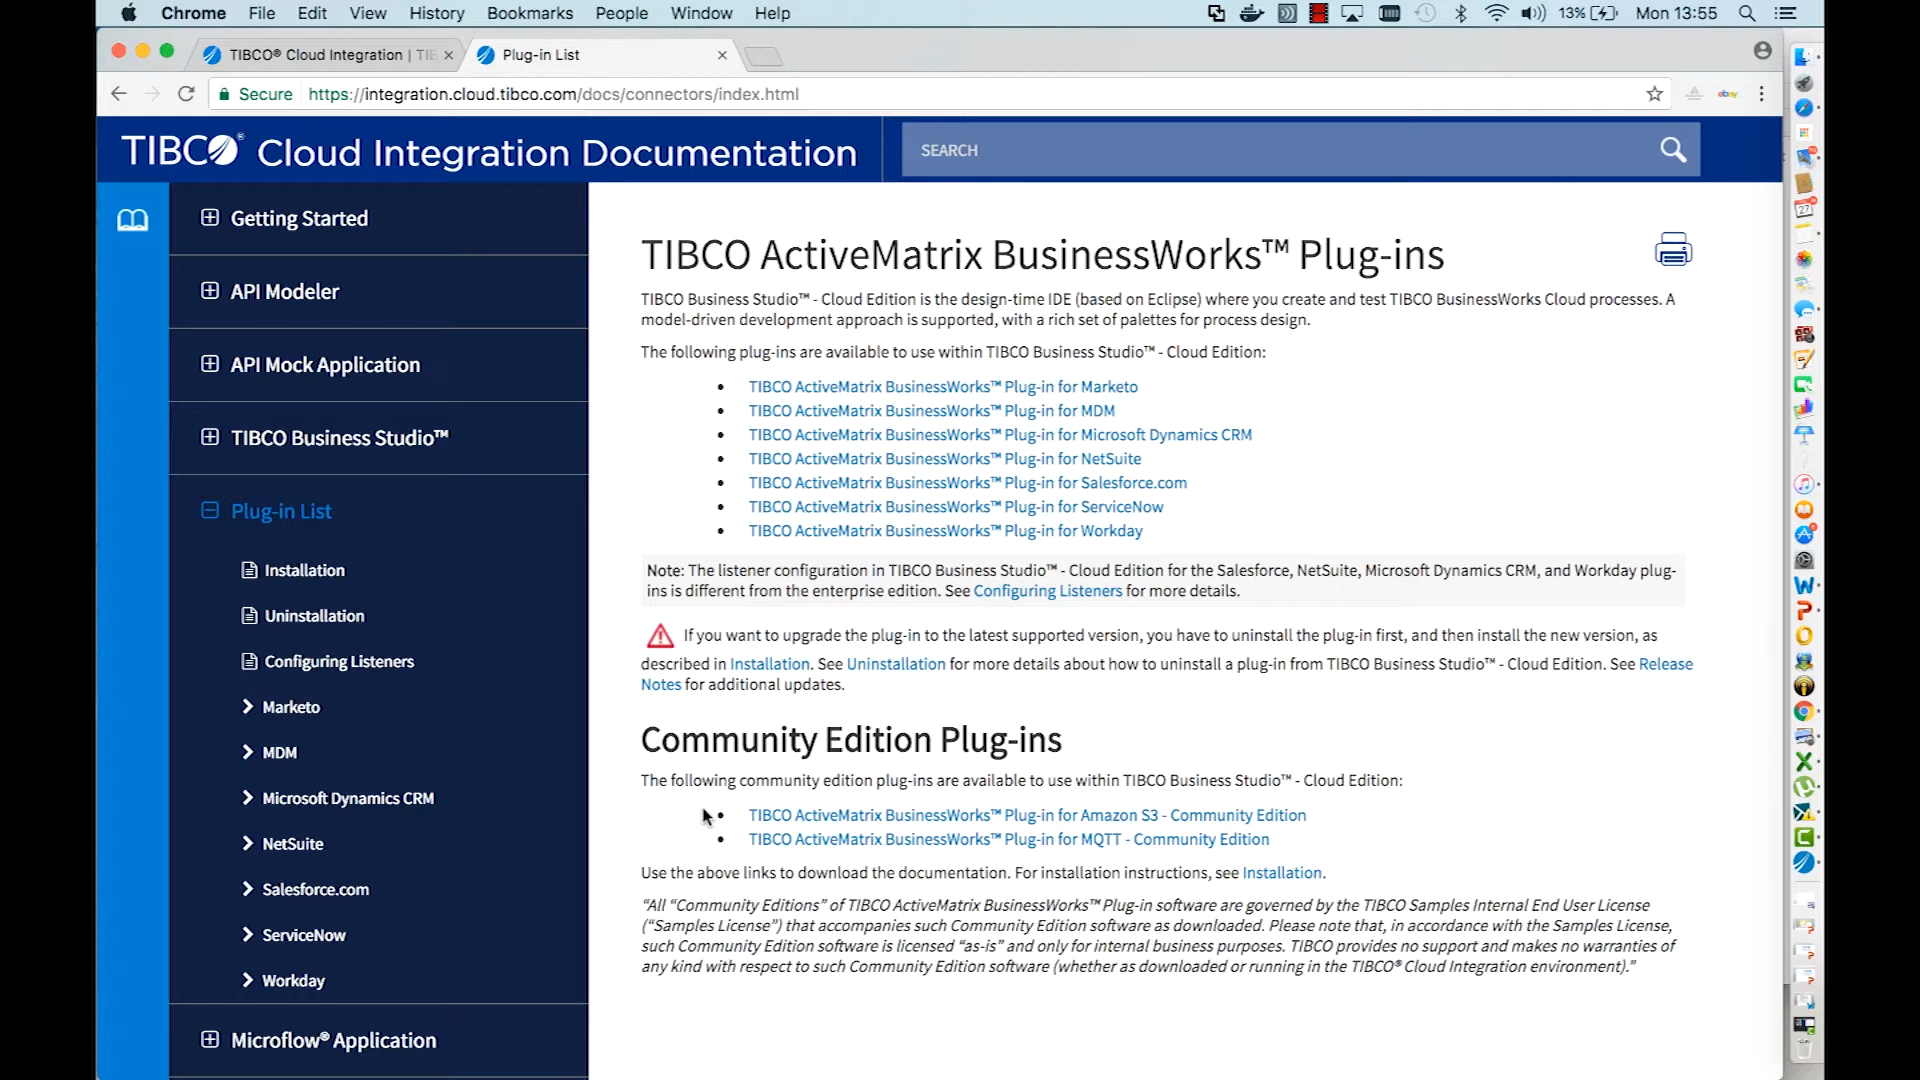 Chrome File Edit View History Bookmarks People Window Help 13% Mon 13:55
TIBCO® Cloud Integration | TIB Plug-in List
Secure https://integration.cloud.tibco.com/docs/connectors/index.html ebay
TIBCO® Cloud Integration Documentation SEARCH
Getting Started
API Modeler
API Mock Application
TIBCO Business Studio™
Plug-in List
Installation
Uninstallation
Configuring Listeners
Marketo
MDM
Microsoft Dynamics CRM
NetSuite
Salesforce.com
ServiceNow
Workday
Microflow® Application
TIBCO ActiveMatrix BusinessWorks™ Plug-ins
TIBCO Business Studio™ - Cloud Edition is the design-time IDE (based on Eclipse) where you create and test TIBCO BusinessWorks Cloud processes. A
model-driven development approach is supported, with a rich set of palettes for process design.
The following plug-ins are available to use within TIBCO Business Studio™ - Cloud Edition:
• TIBCO ActiveMatrix BusinessWorks™ Plug-in for Marketo
• TIBCO ActiveMatrix BusinessWorks™ Plug-in for MDM
• TIBCO ActiveMatrix BusinessWorks™ Plug-in for Microsoft Dynamics CRM
• TIBCO ActiveMatrix BusinessWorks™ Plug-in for NetSuite
• TIBCO ActiveMatrix BusinessWorks™ Plug-in for Salesforce.com
• TIBCO ActiveMatrix BusinessWorks™ Plug-in for ServiceNow
• TIBCO ActiveMatrix BusinessWorks™ Plug-in for Workday
Note: The listener configuration in TIBCO Business Studio™ - Cloud Edition for the Salesforce, NetSuite, Microsoft Dynamics CRM, and Workday plug-
ins is different from the enterprise edition. See Configuring Listeners for more details.
If you want to upgrade the plug-in to the latest supported version, you have to uninstall the plug-in first, and then install the new version, as
described in Installation. See Uninstallation for more details about how to uninstall a plug-in from TIBCO Business Studio™ - Cloud Edition. See Release
Notes for additional updates.
Community Edition Plug-ins
The following community edition plug-ins are available to use within TIBCO Business Studio™ - Cloud Edition:
• TIBCO ActiveMatrix BusinessWorks™ Plug-in for Amazon S3 - Community Edition
• TIBCO ActiveMatrix BusinessWorks™ Plug-in for MQTT - Community Edition
Use the above links to download the documentation. For installation instructions, see Installation.
“All “Community Editions” of TIBCO ActiveMatrix BusinessWorks™ Plug-in software are governed by the TIBCO Samples Internal End User License
(“Samples License”) that accompanies such Community Edition software as downloaded. Please note that, in accordance with the Samples License,
such Community Edition software is licensed “as-is” and only for internal business purposes. TIBCO provides no support and makes no warranties of
any kind with respect to such Community Edition software (whether as downloaded or running in the TIBCO® Cloud Integration environment).”